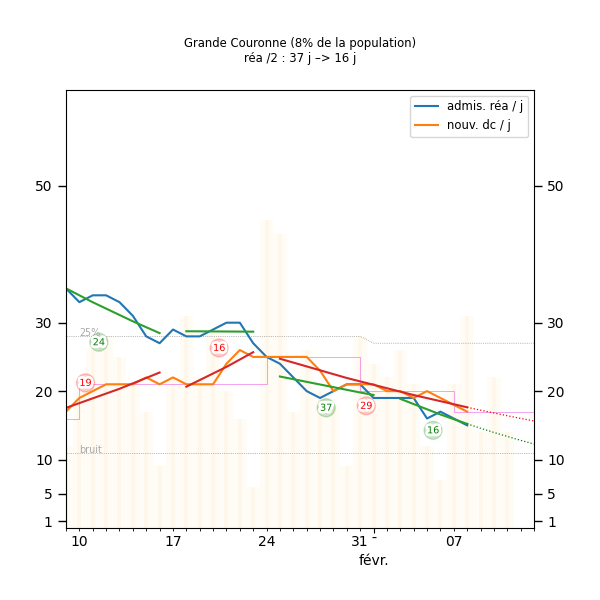 Grande Couronne (8% de la population)
réa /2 : 37 j –> 16 j
admis. réa / j
nouv. dc / j
50 50
30 30
25%
24
16
19
20 20
37
29
16
bruit
10 10
5 5
1 1
10 17 24 31 - 07
févr.